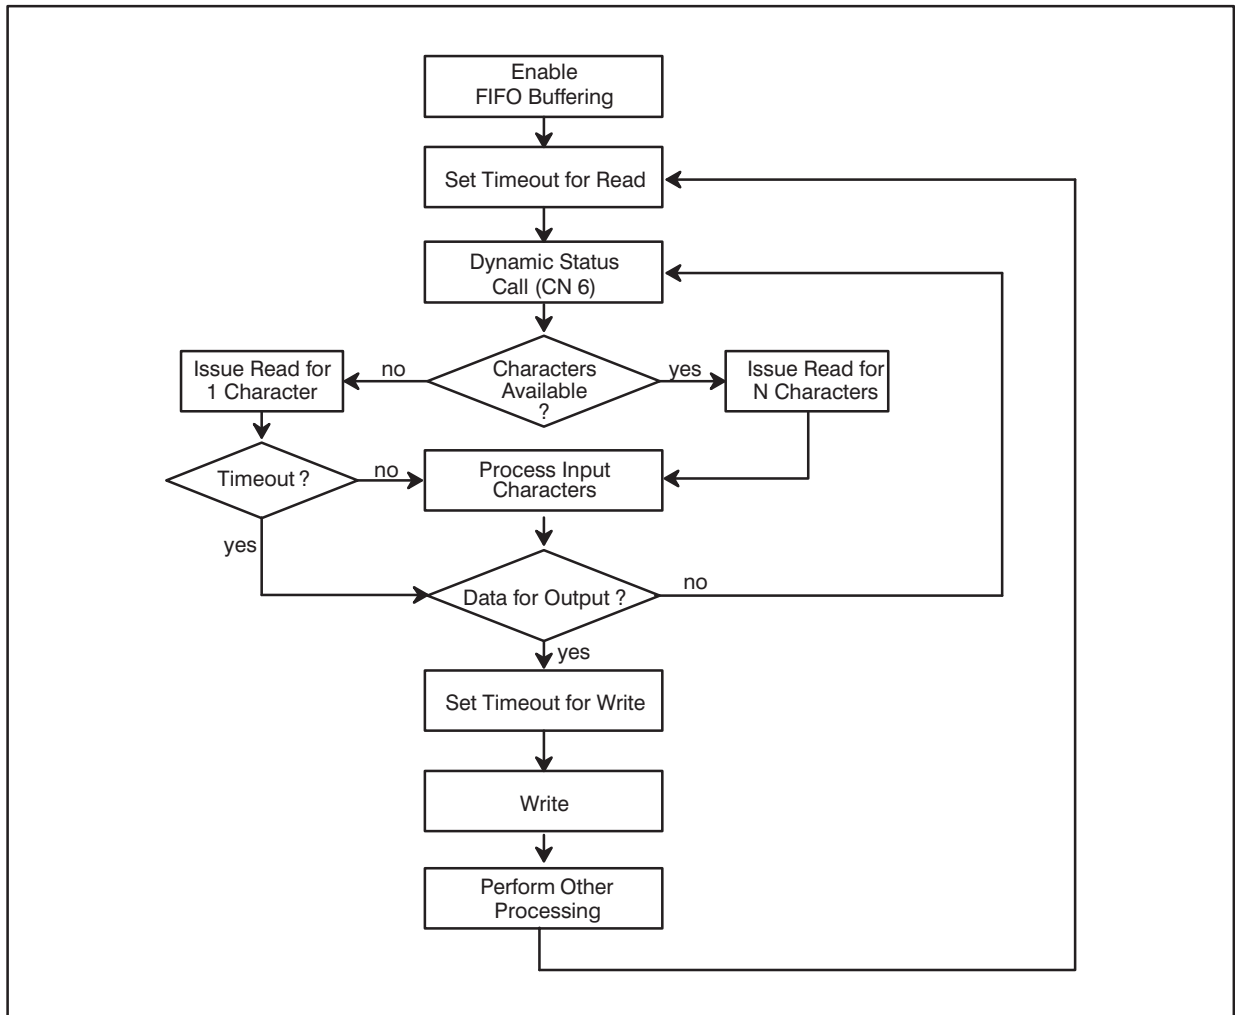 Enable
FIFO Buffering
Set Timeout for Read
Dynamic Status
Call (CN 6)
Issue Read for
1 Character
no
Characters
Available
?
yes
Issue Read for
N Characters
Timeout ?
no
Process Input
Characters
yes
Data for Output ?
no
yes
Set Timeout for Write
Write
Perform Other
Processing